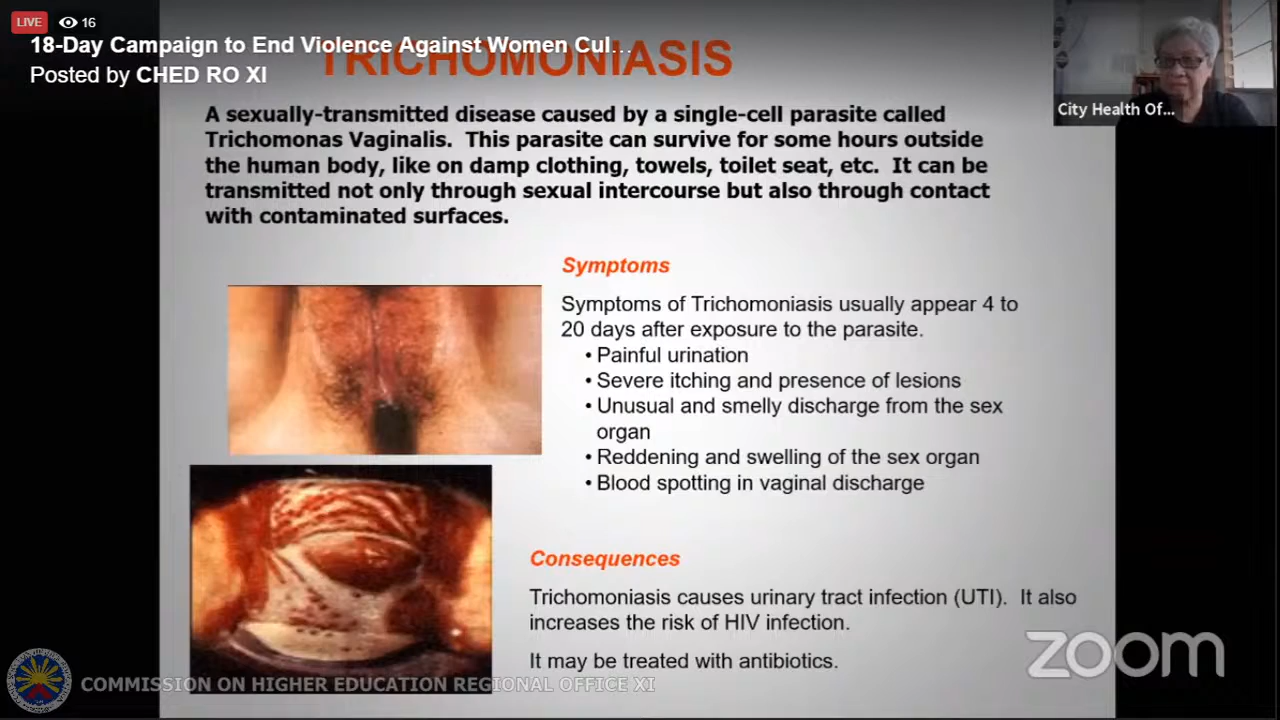 LIVE 16
18-Day Campaign to End Violence Against Women Cul…
Posted by CHED RO XI
TRICHOMONIASIS
City Health Of...
A sexually-transmitted disease caused by a single-cell parasite called
Trichomonas Vaginalis. This parasite can survive for some hours outside
the human body, like on damp clothing, towels, toilet seat, etc. It can be
transmitted not only through sexual intercourse but also through contact
with contaminated surfaces.
Symptoms
Symptoms of Trichomoniasis usually appear 4 to
20 days after exposure to the parasite.
• Painful urination
• Severe itching and presence of lesions
• Unusual and smelly discharge from the sex
organ
• Reddening and swelling of the sex organ
• Blood spotting in vaginal discharge
Consequences
Trichomoniasis causes urinary tract infection (UTI). It also
increases the risk of HIV infection.
It may be treated with antibiotics.
zoom
COMMISSION ON HIGHER EDUCATION REGIONAL OFFICE XI